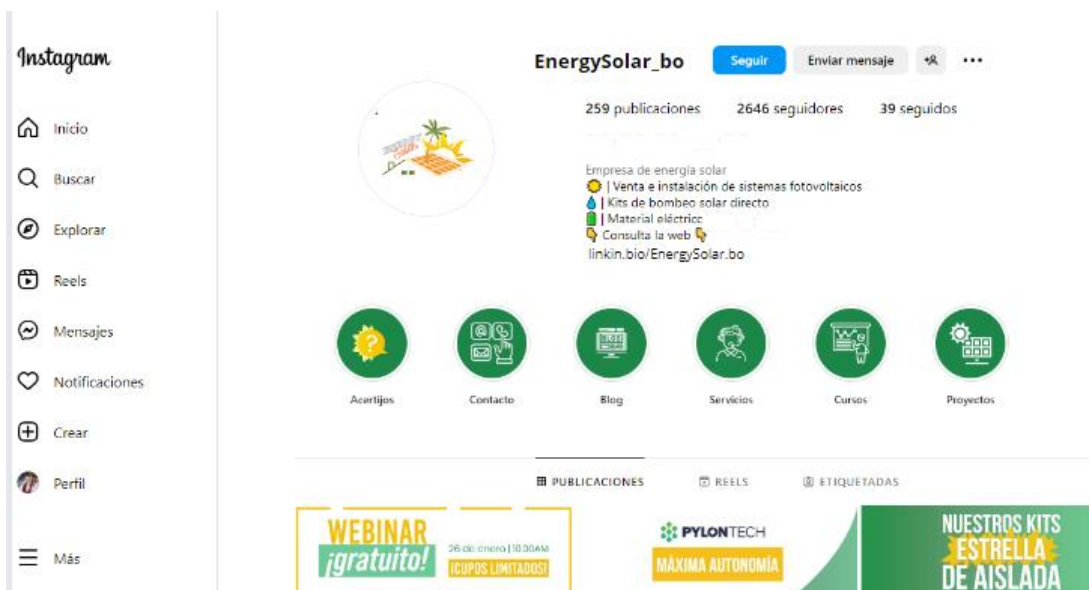 Instagram
Inicio
Buscar
Explorar
Reels
Mensajes
Notificaciones
Crear
Perfil
Más
EnergySolar_bo Seguir Enviar mensaje
259 publicaciones 2646 seguidores 39 seguidos
Empresa de energía solar
| Venta e instalación de sistemas fotovoltaicos
| Kits de bombeo solar directo
| Material eléctricc
Consulta la web
linkin.bio/EnergySolar.bo
Acertijos Contacto Blog Servicios Cursos Proyectos
PUBLICACIONES REELS ETIQUETADAS
WEBINAR
¡gratuito!
26 de enero | 10:00AM
¡CUPOS LIMITADOS!
PYLONTECH
MÁXIMA AUTONOMÍA
NUESTROS KITS
ESTRELLA
DE AISLADA